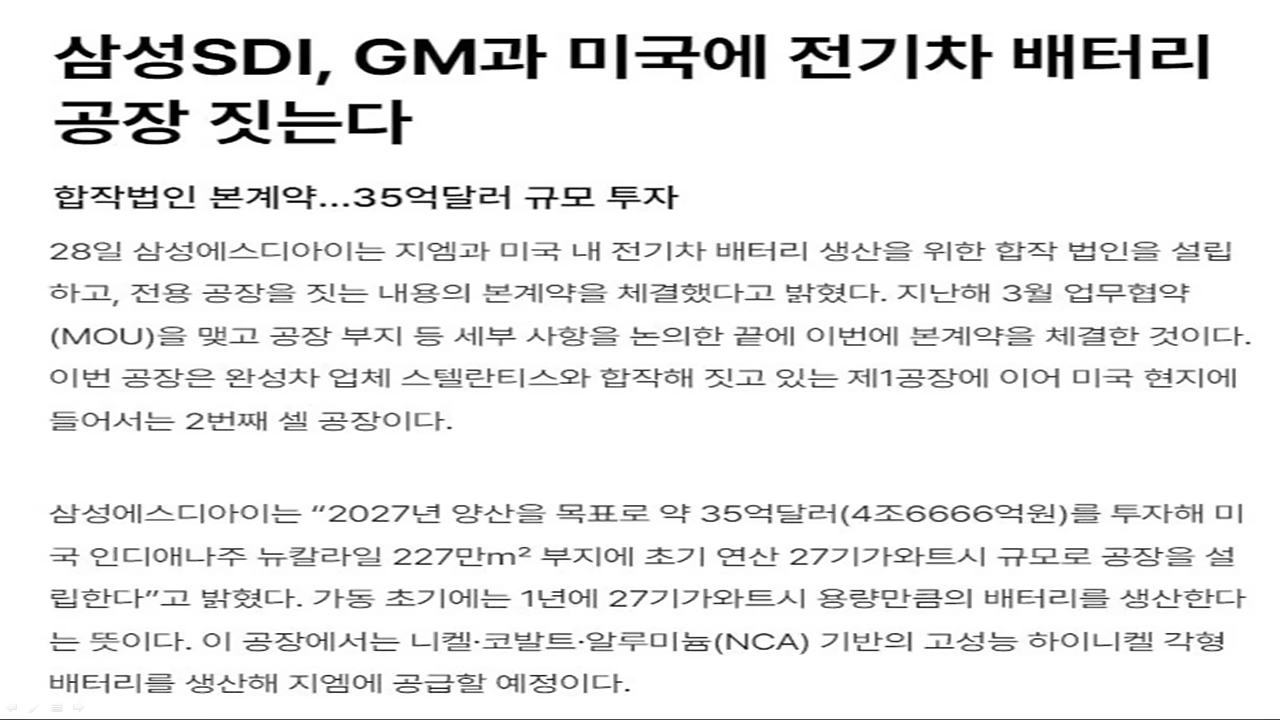 삼성SDI, GM과 미국에 전기차 배터리
공장 짓는다
합작법인 본계약...35억달러 규모 투자
28일 삼성에스디아이는 지엠과 미국 내 전기차 배터리 생산을 위한 합작 법인을 설립
하고, 전용 공장을 짓는 내용의 본계약을 체결했다고 밝혔다. 지난해 3월 업무협약
(MOU)을 맺고 공장 부지 등 세부 사항을 논의한 끝에 이번에 본계약을 체결한 것이다.
이번 공장은 완성차 업체 스텔란티스와 합작해 짓고 있는 제1공장에 이어 미국 현지에
들어서는 2번째 셀 공장이다.
삼성에스디아이는 “2027년 양산을 목표로 약 35억달러(4조6666억원)를 투자해 미
국 인디애나주 뉴칼라일 227만m² 부지에 초기 연산 27기가와트시 규모로 공장을 설
립한다”고 밝혔다. 가동 초기에는 1년에 27기가와트시 용량만큼의 배터리를 생산한다
는 뜻이다. 이 공장에서는 니켈·코발트·알루미늄(NCA) 기반의 고성능 하이니켈 각형
배터리를 생산해 지엠에 공급할 예정이다.